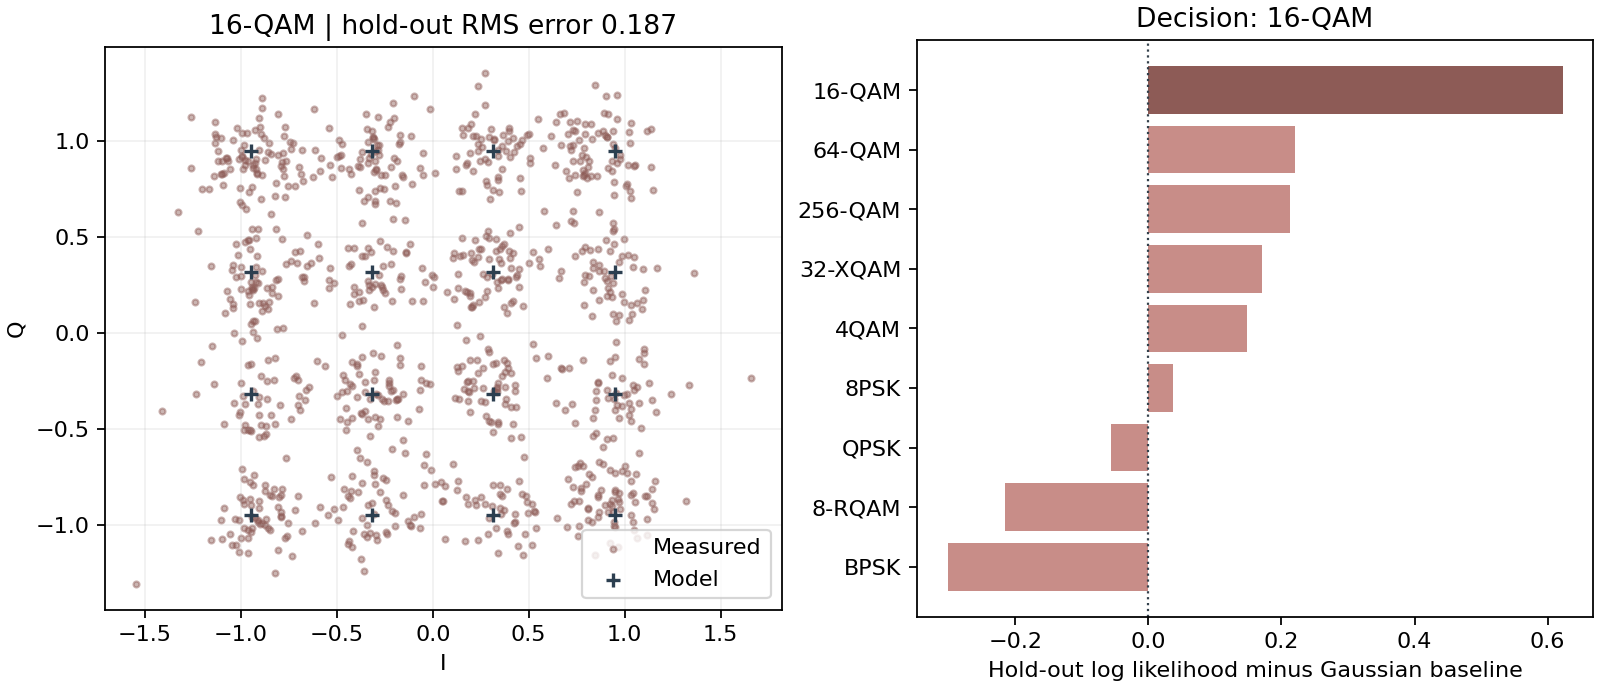 16-QAM | hold-out RMS error 0.187
Q
1.0
0.5
0.0
−0.5
−1.0
−1.5
−1.0
−0.5
0.0
0.5
1.0
1.5
I
Measured
Model
Decision: 16-QAM
16-QAM
64-QAM
256-QAM
32-XQAM
4QAM
8PSK
QPSK
8-RQAM
BPSK
−0.2
0.0
0.2
0.4
0.6
Hold-out log likelihood minus Gaussian baseline